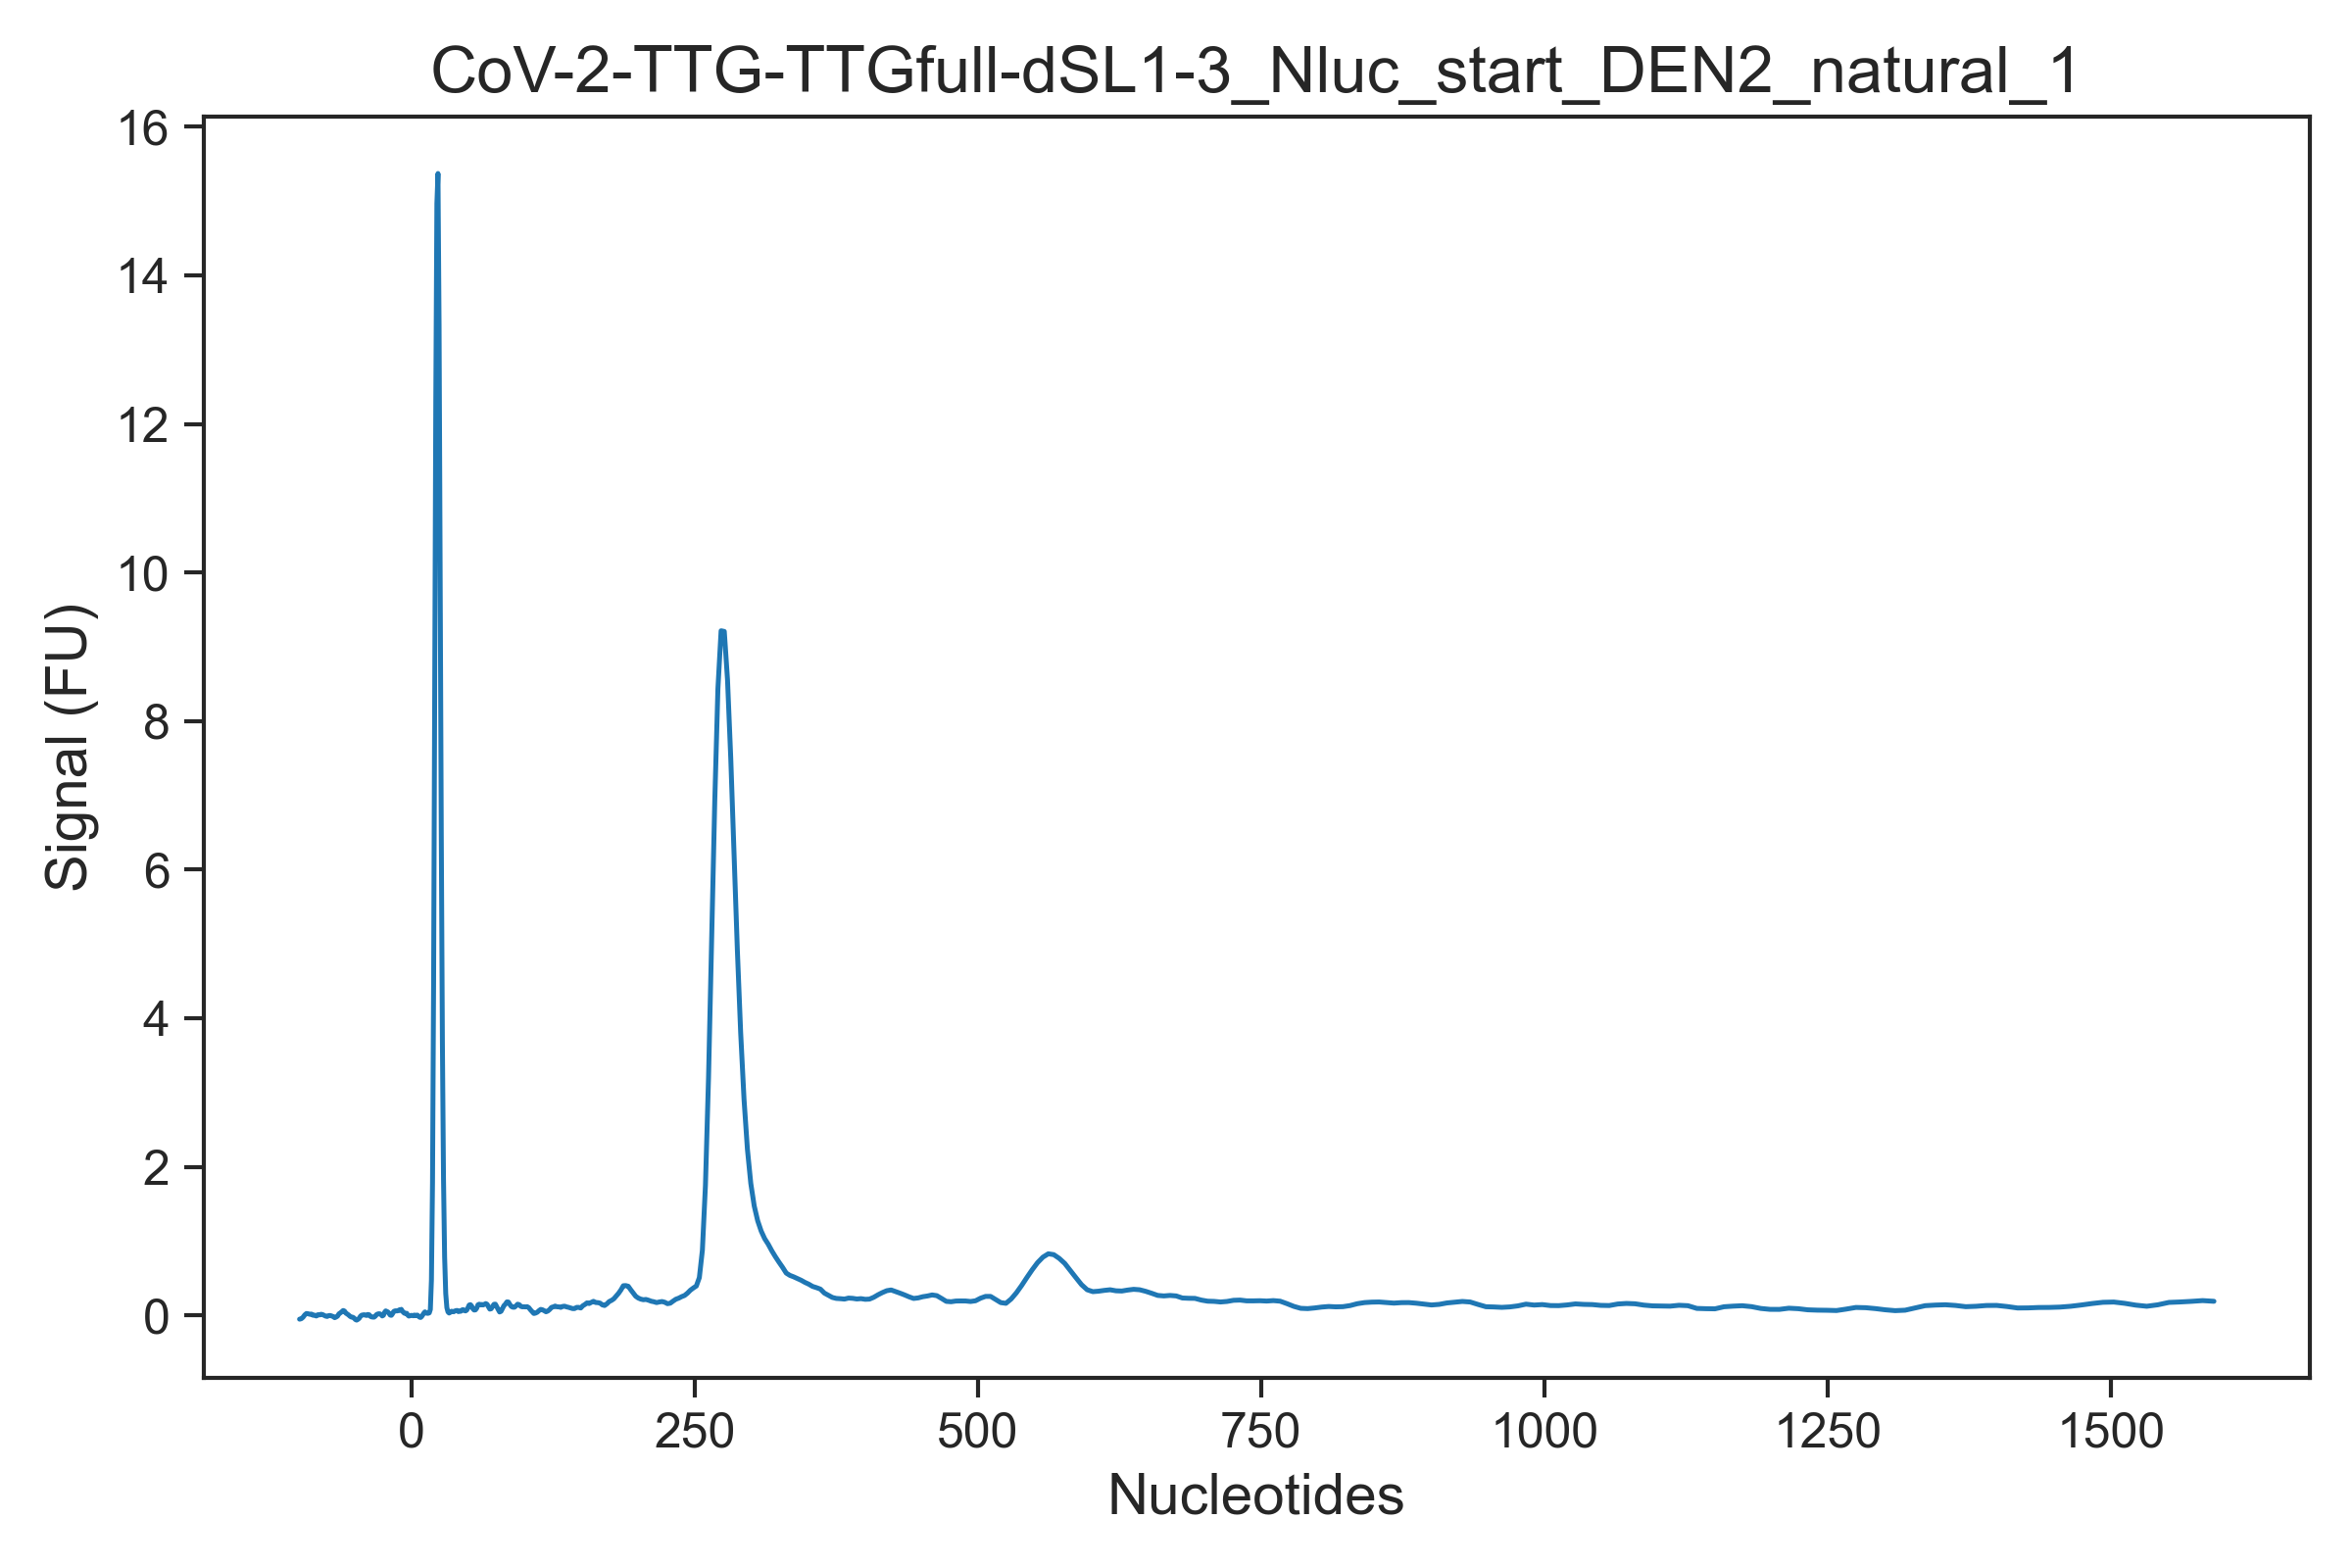 CoV-2-TTG-TTGfull-dSL1-3_Nluc_start_DEN2_natural_1
16
14
12
10
8
6
4
2
0
Signal (FU)
0 250 500 750 1000 1250 1500
Nucleotides